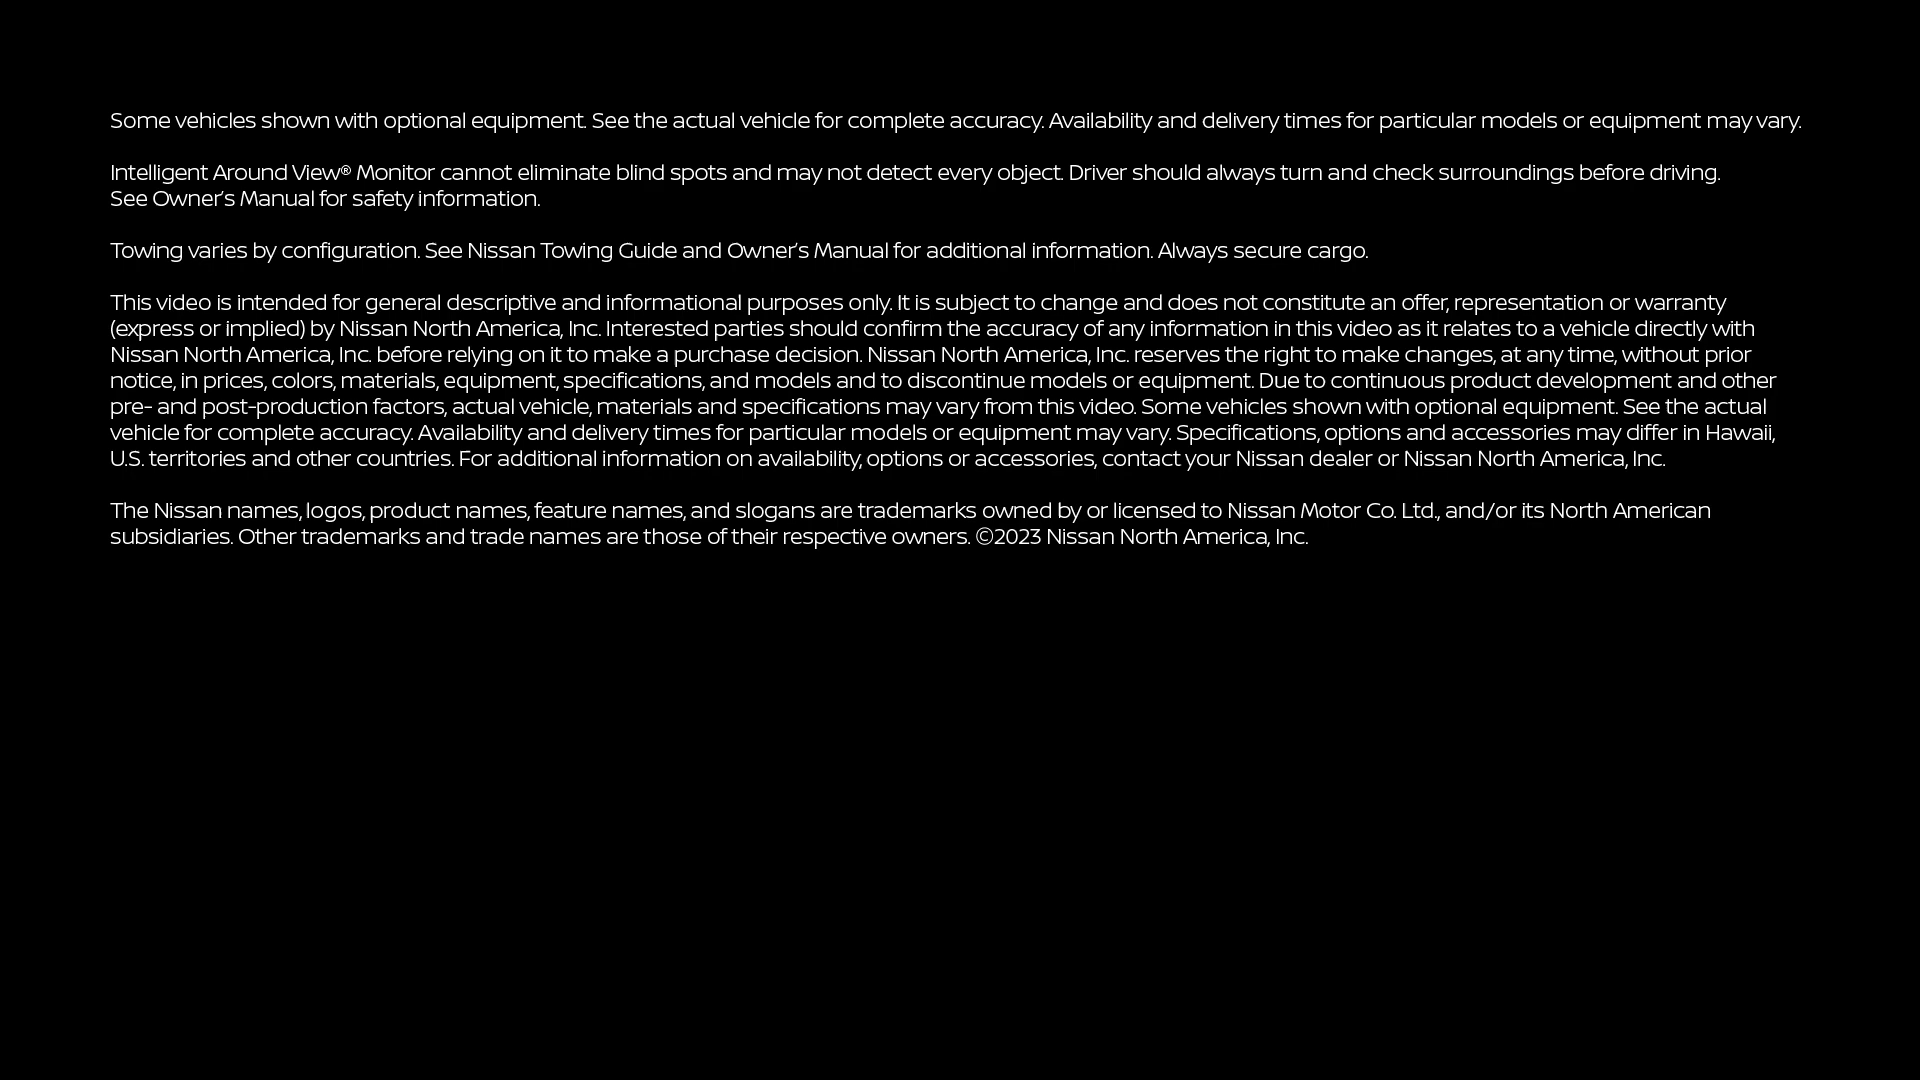 Some vehicles shown with optional equipment. See the actual vehicle for complete accuracy. Availability and delivery times for particular models or equipment may vary.
Intelligent Around View® Monitor cannot eliminate blind spots and may not detect every object. Driver should always turn and check surroundings before driving.
See Owner's Manual for safety information.
Towing varies by configuration. See Nissan Towing Guide and Owner's Manual for additional information. Always secure cargo.
This video is intended for general descriptive and informational purposes only. It is subject to change and does not constitute an offer, representation or warranty
(express or implied) by Nissan North America, Inc. Interested parties should confirm the accuracy of any information in this video as it relates to a vehicle directly with
Nissan North America, Inc. before relying on it to make a purchase decision. Nissan North America, Inc. reserves the right to make changes, at any time, without prior
notice, in prices, colors, materials, equipment, specifications, and models and to discontinue models or equipment. Due to continuous product development and other
pre- and post-production factors, actual vehicle, materials and specifications may vary from this video. Some vehicles shown with optional equipment. See the actual
vehicle for complete accuracy. Availability and delivery times for particular models or equipment may vary. Specifications, options and accessories may differ in Hawaii,
U.S. territories and other countries. For additional information on availability, options or accessories, contact your Nissan dealer or Nissan North America, Inc.
The Nissan names, logos, product names, feature names, and slogans are trademarks owned by or licensed to Nissan Motor Co. Ltd., and/or its North American
subsidiaries. Other trademarks and trade names are those of their respective owners. ©2023 Nissan North America, Inc.